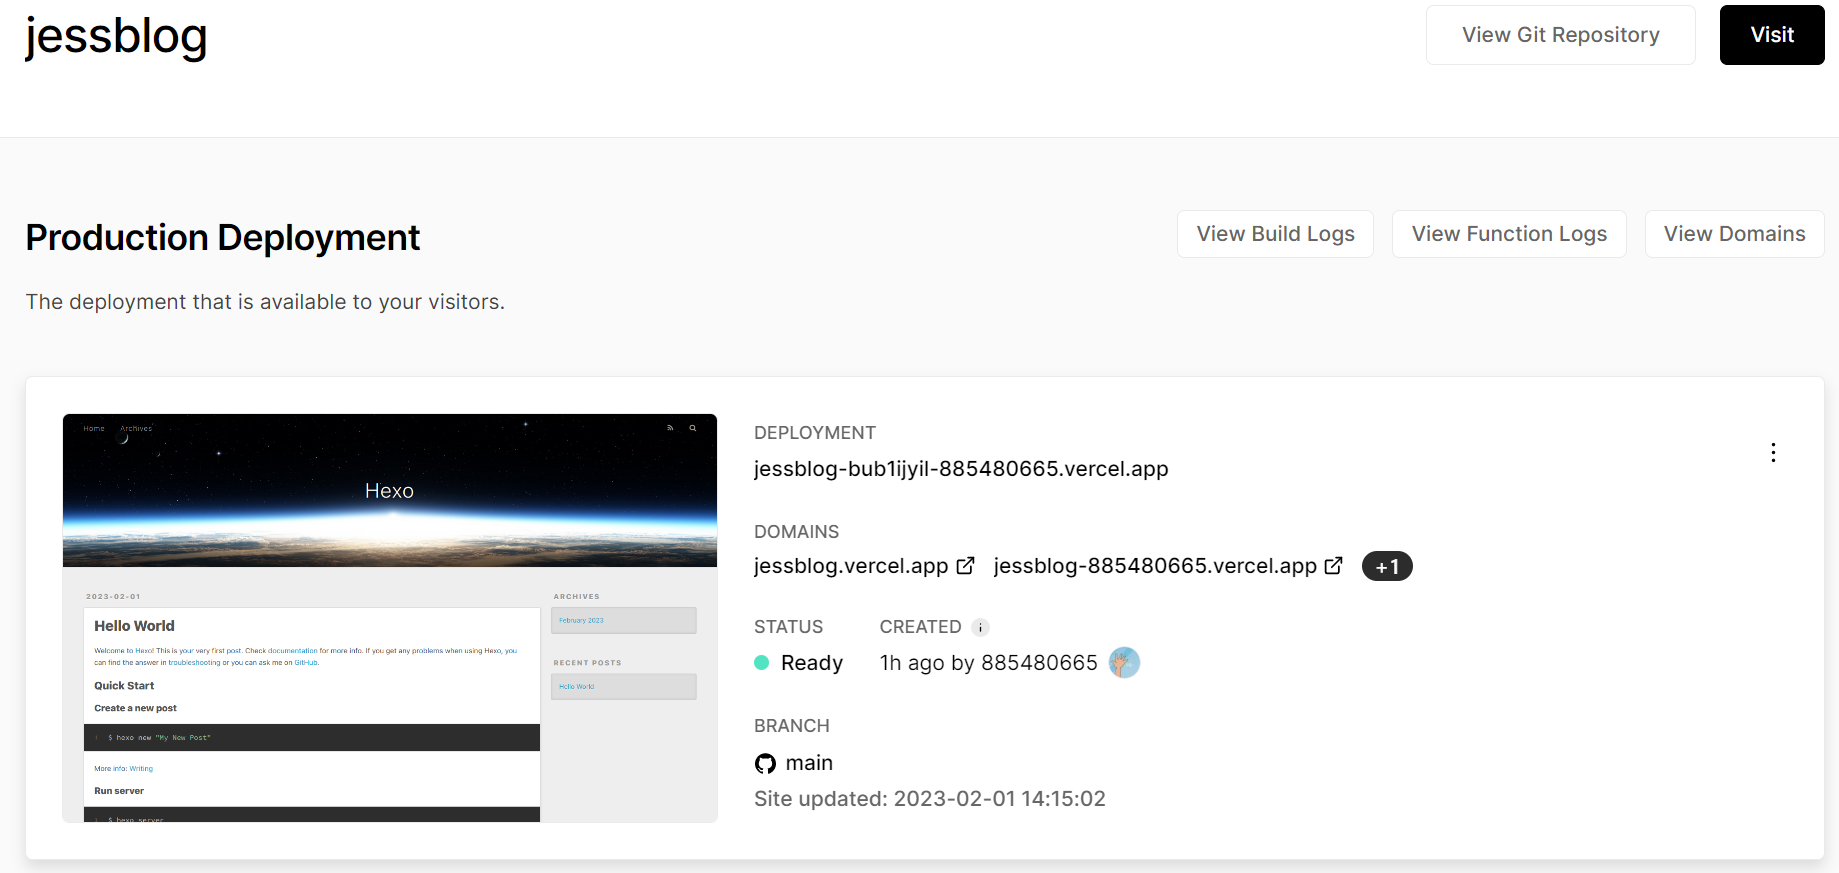 jessblog
View Git Repository
Visit
Production Deployment
View Build Logs
View Function Logs
View Domains
The deployment that is available to your visitors.
Home Archives
Hexo
2023-02-01
Hello World
Welcome to Hexo! This is your very first post. Check documentation for more info. If you get any problems when using Hexo, you
can find the answer in troubleshooting or you can ask me on GitHub.
Quick Start
Create a new post
1 $ hexo new "My New Post"
More info: Writing
Run server
1 $ hexo server
ARCHIVES
February 2023
RECENT POSTS
Hello World
DEPLOYMENT
jessblog-bub1ijyil-885480665.vercel.app
DOMAINS
jessblog.vercel.app jessblog-885480665.vercel.app +1
STATUS CREATED i
Ready 1h ago by 885480665
BRANCH
main
Site updated: 2023-02-01 14:15:02